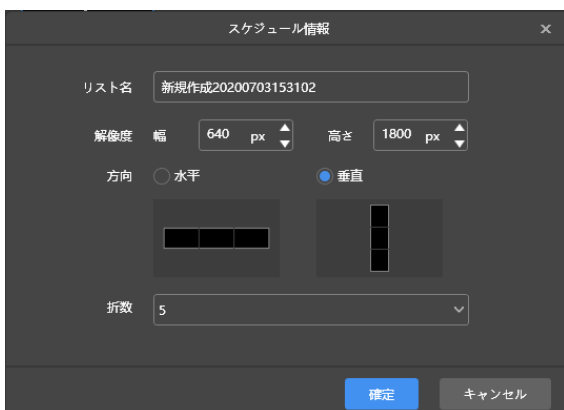 スケジュール情報
リスト名 新規作成20200703153102
解像度 幅 640 px 高さ 1800 px
方向 水平 垂直
折数 5
確定 キャンセル